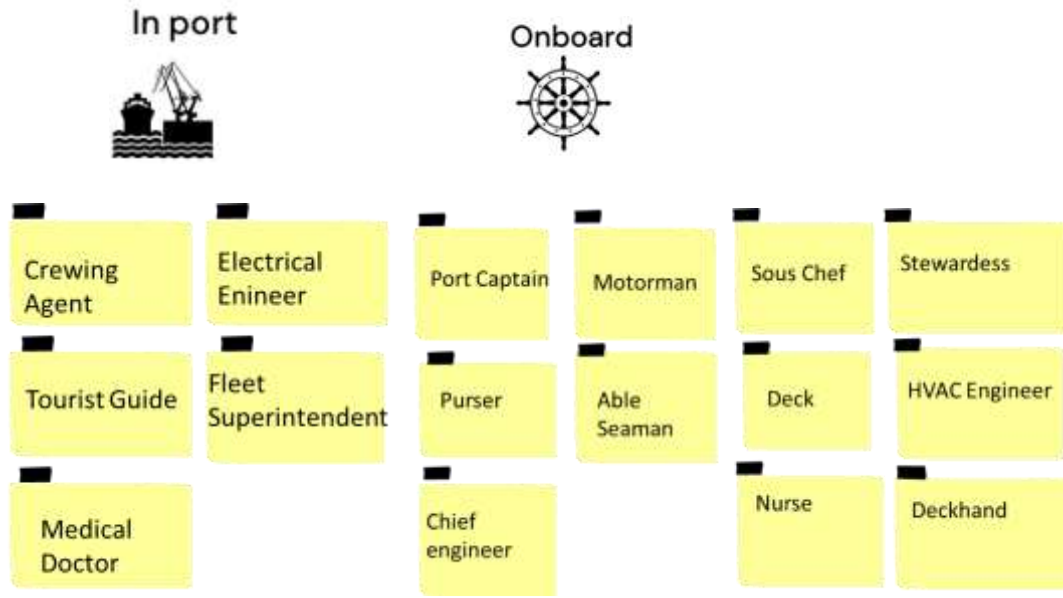 In port
Onboard
Crewing
Agent
Electrical
Enineer
Port Captain
Motorman
Sous Chef
Stewardess
Tourist Guide
Fleet
Superintendent
Purser
Able
Seaman
Deck
HVAC Engineer
Medical
Doctor
Chief
engineer
Nurse
Deckhand